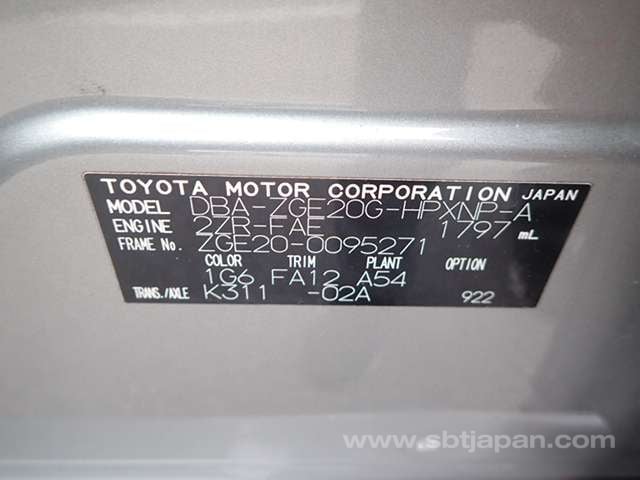 TOYOTA MOTOR CORPORATION JAPAN
MODEL DBA-ZGE20G-HPXNP-A
ENGINE 2ZR-FAE 1797 mL
FRAME No. ZGE20-0095271
COLOR TRIM PLANT OPTION
1G6 FA12 A54
TRANS./AXLE K311 -02A 922
www.sbtjapan.com